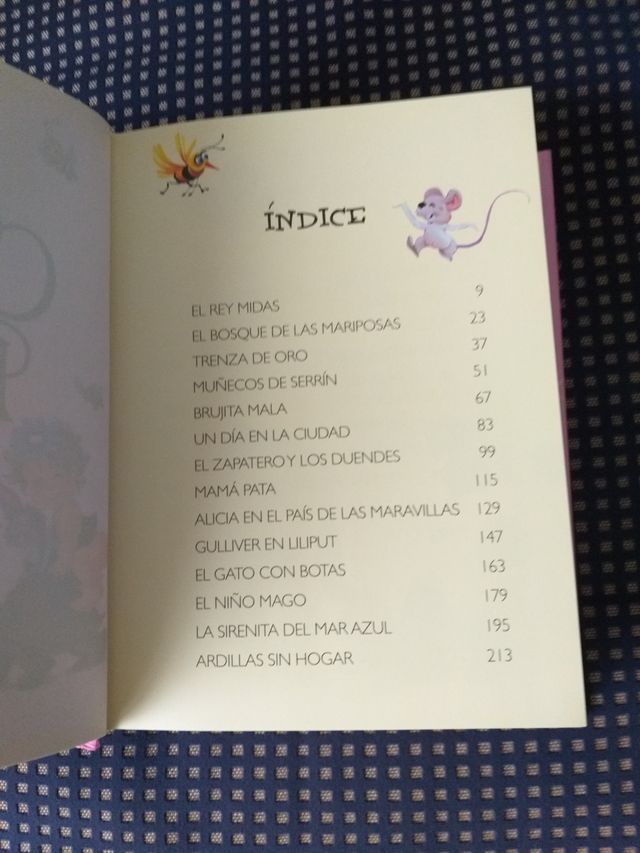 ÍNDICE
EL REY MIDAS 9
EL BOSQUE DE LAS MARIPOSAS 23
TRENZA DE ORO 37
MUÑECOS DE SERRÍN 51
BRUJITA MALA 67
UN DÍA EN LA CIUDAD 83
EL ZAPATERO Y LOS DUENDES 99
MAMÁ PATA 115
ALICIA EN EL PAÍS DE LAS MARAVILLAS 129
GULLIVER EN LILIPUT 147
EL GATO CON BOTAS 163
EL NIÑO MAGO 179
LA SIRENITA DEL MAR AZUL 195
ARDILLAS SIN HOGAR 213